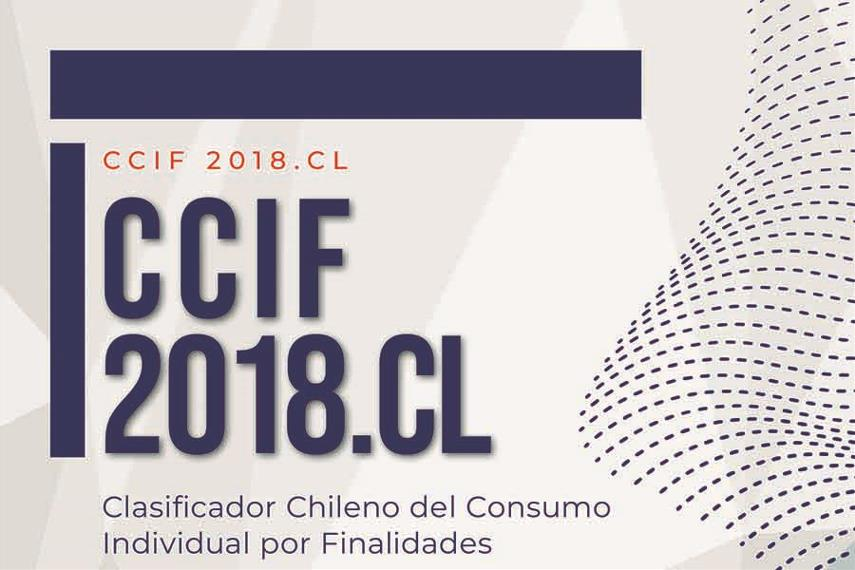 CCIF 2018.CL
CCIF
2018.CL
Clasificador Chileno del Consumo
Individual por Finalidades